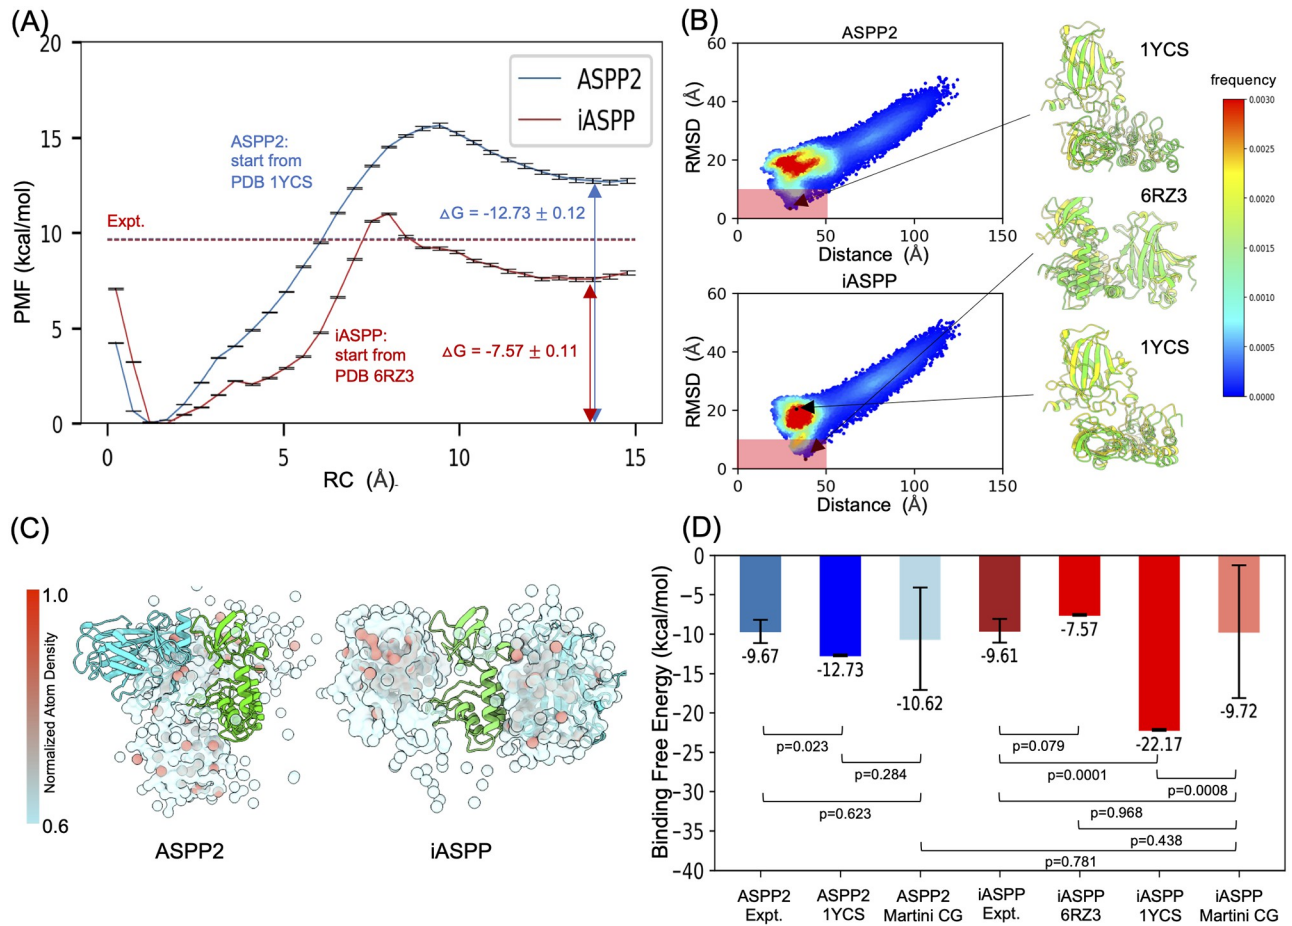 (A)
20
15
10
5
0
PMF (kcal/mol)
ASPP2
iASPP
ASPP2:
start from
PDB 1YCS
Expt.
△G = -12.73 ± 0.12
iASPP:
start from
PDB 6RZ3
△G = -7.57 ± 0.11
0 5 10 15
RC (Å)
(B)
ASPP2
60
40
20
0
RMSD (Å)
0 50 100 150
Distance (Å)
iASPP
60
40
20
0
RMSD (Å)
0 50 100 150
Distance (Å)
1YCS
6RZ3
1YCS
frequency
0.0030
0.0025
0.0020
0.0015
0.0010
0.0005
0.0000
(C)
1.0
Normalized Atom Density
0.6
ASPP2
iASPP
(D)
0
−5
−10
−15
−20
−25
−30
−35
−40
Binding Free Energy (kcal/mol)
-9.67
-12.73
-10.62
-9.61
-7.57
-22.17
-9.72
p=0.023
p=0.284
p=0.623
p=0.079
p=0.0001
p=0.0008
p=0.968
p=0.438
p=0.781
ASPP2
Expt.
ASPP2
1YCS
ASPP2
Martini CG
iASPP
Expt.
iASPP
6RZ3
iASPP
1YCS
iASPP
Martini CG